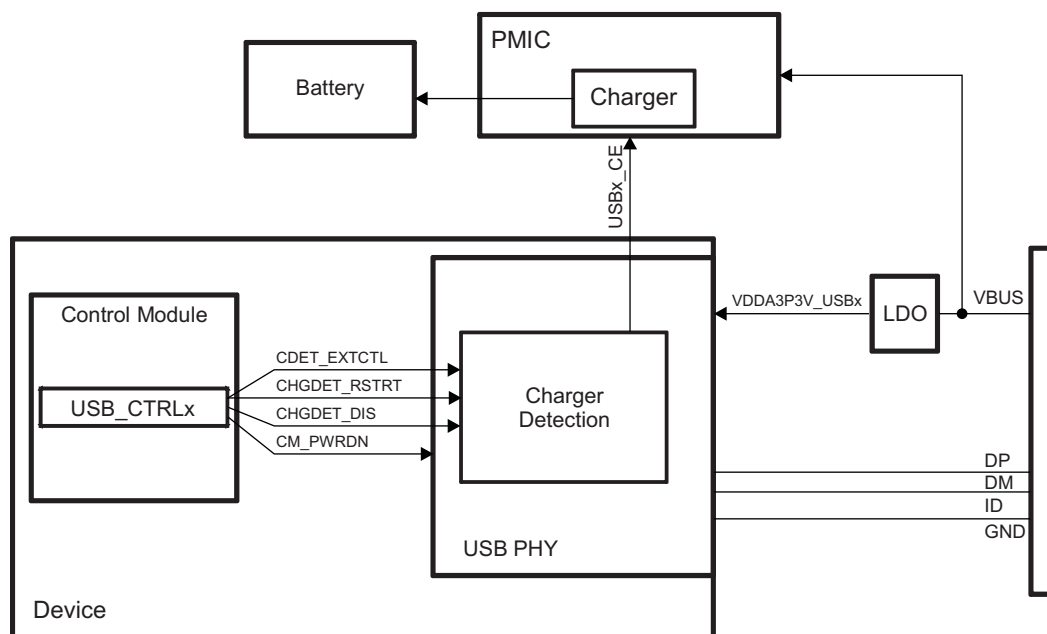 PMIC
Battery
Charger
USBx_CE
Control Module
USB_CTRLx
CDET_EXTCTL
CHGDET_RSTRT
CHGDET_DIS
CM_PWRDN
Charger
Detection
USB PHY
Device
VDDA3P3V_USBx
LDO
VBUS
DP
DM
ID
GND